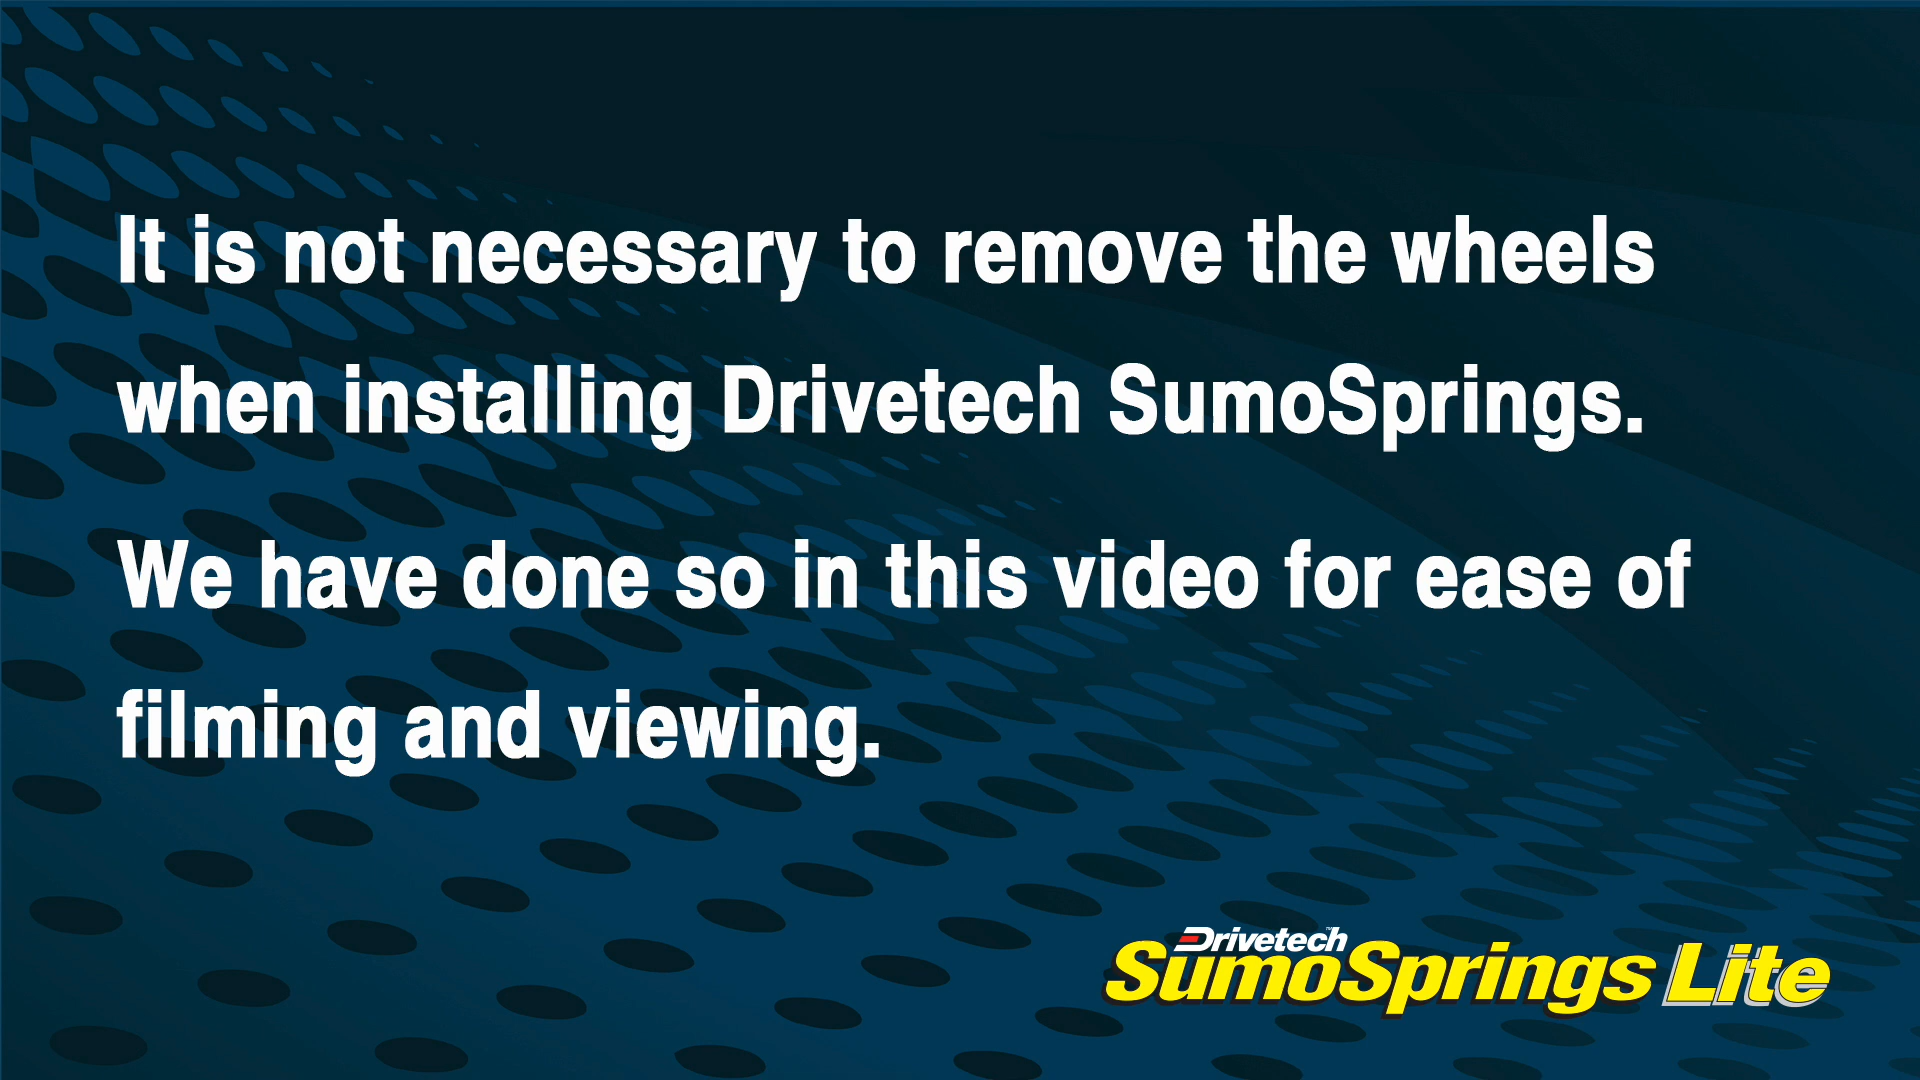 It is not necessary to remove the wheels
when installing Drivetech SumoSprings.
We have done so in this video for ease of
filming and viewing.
Drivetech™
SumoSprings Lite